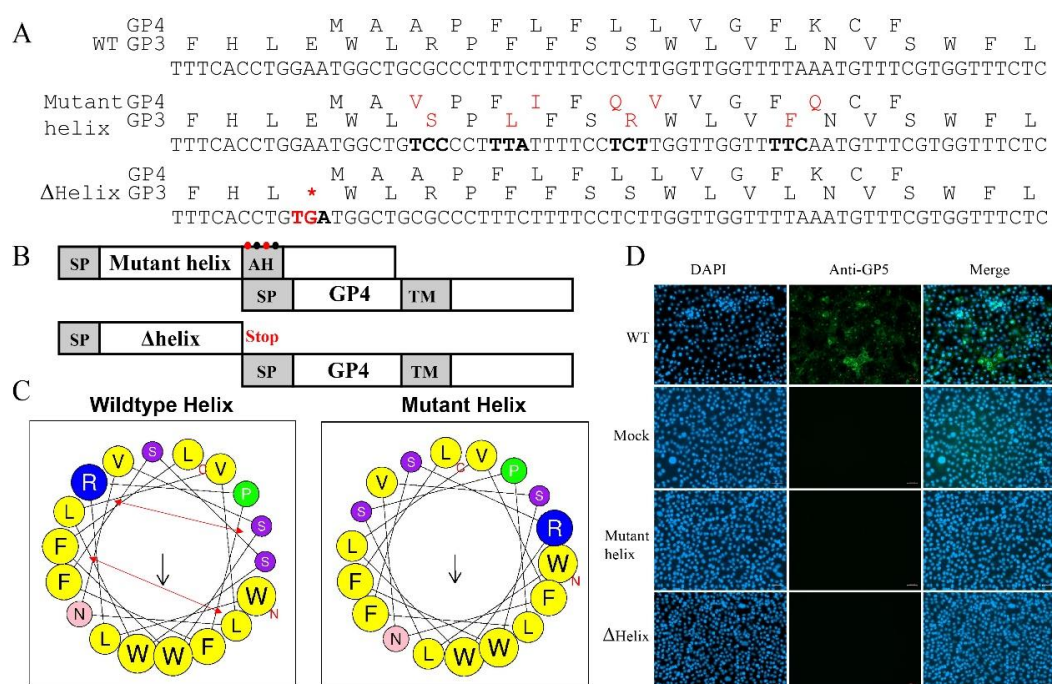 A
GP4 M A A P F L F L L V G F K C F
WT GP3 F H L E W L R P F F S S W L V L N V S W F L
TTTCACCTGGAATGGCTGCGCCCTTTCTTTTCCTCTTGGTTGGTTTTAAATGTTTCGTGGTTTCTC
Mutant GP4 M A V P F I F Q V V G F Q C F
helix GP3 F H L E W L S P L F S R W L V F N V S W F L
TTTCACCTGGAATGGCTGTCCCCTTTATTTTCCTCTTGGTTGGTTTTCAATGTTTCGTGGTTTCTC
GP4 M A A P F L F L L V G F K C F
ΔHelix GP3 F H L * W L R P F F S S W L V L N V S W F L
TTTCACCTGTGATGGCTGCGCCCTTTCTTTTCCTCTTGGTTGGTTTTAAATGTTTCGTGGTTTCTC
B
SP Mutant helix AH
SP GP4 TM
SP Δhelix Stop
SP GP4 TM
C
Wildtype Helix
R V S L C V P S S W N L F W W L N F F L
Mutant Helix
V S L C V P S R W N F L W W L N F F L S
D
DAPI Anti-GP5 Merge
WT
Mock
Mutant
helix
ΔHelix